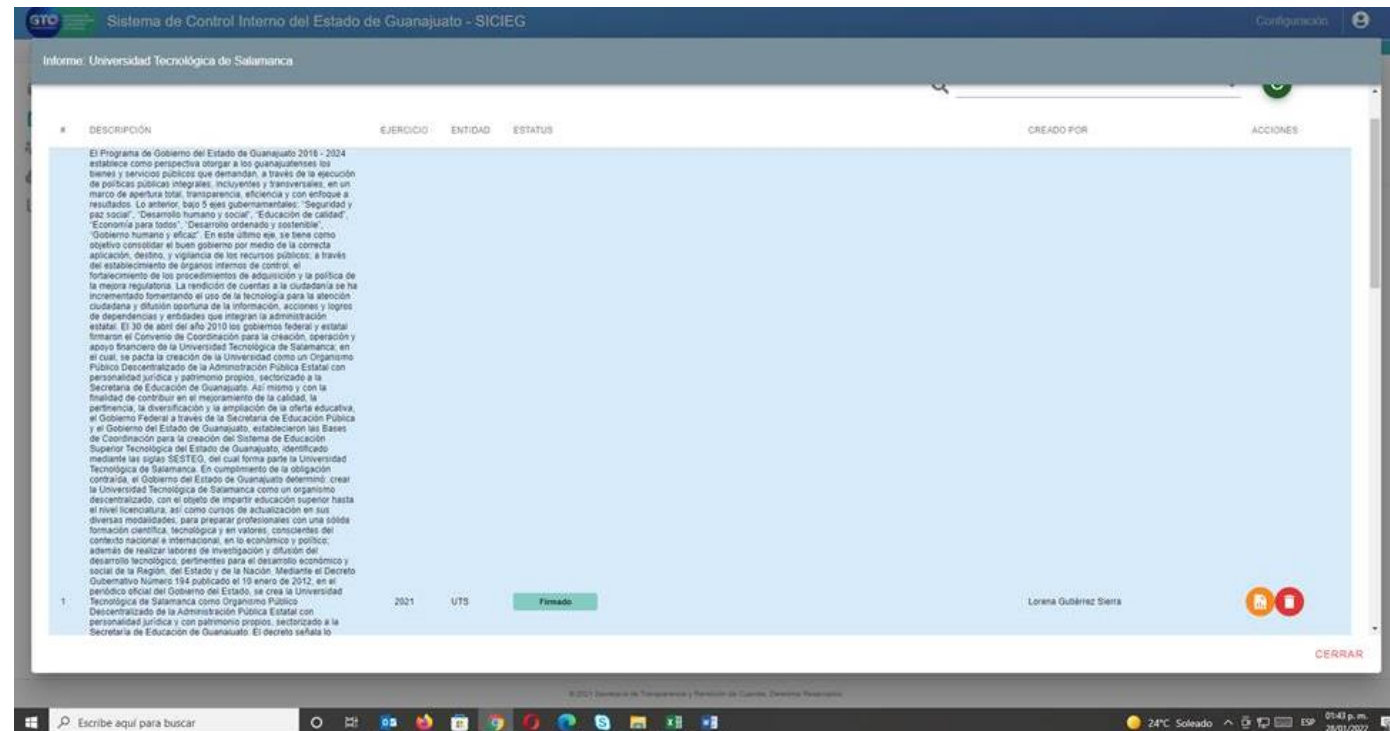 GTO
Sistema de Control Interno del Estado de Guanajuato - SICIEG
Configuración
Informe: Universidad Tecnológica de Salamanca
# DESCRIPCIÓN EJERCICIO ENTIDAD ESTATUS CREADO POR ACCIONES
El Programa de Gobierno del Estado de Guanajuato 2018 - 2024
establece como perspectiva otorgar a los guanajuatenses los
bienes y servicios públicos que demandan, a través de la ejecución
de políticas públicas integrales, incluyentes y transversales, en un
marco de apertura total, transparencia, eficiencia y con enfoque a
resultados. Lo anterior, bajo 5 ejes gubernamentales: "Seguridad y
paz social", "Desarrollo humano y social", "Educación de calidad",
"Economía para todos", "Desarrollo ordenado y sostenible",
"Gobierno humano y eficaz". En este último eje, se tiene como
objetivo consolidar el buen gobierno por medio de la correcta
aplicación, destino, y vigilancia de los recursos públicos; a través
del establecimiento de órganos internos de control, el
fortalecimiento de los procedimientos de adquisición y la política de
la mejora regulatoria. La rendición de cuentas a la ciudadanía se ha
incrementado fomentando el uso de la tecnología para la atención
ciudadana y difusión oportuna de la información, acciones y logros
de dependencias y entidades que integran la administración
estatal. El 30 de abril del año 2010 los gobiernos federal y estatal
firmaron el Convenio de Coordinación para la creación, operación y
apoyo financiero de la Universidad Tecnológica de Salamanca; en
el cual, se pacta la creación de la Universidad como un Organismo
Público Descentralizado de la Administración Pública Estatal con
personalidad jurídica y patrimonio propios, sectorizado a la
Secretaria de Educación de Guanajuato. Así mismo y con la
finalidad de contribuir en el mejoramiento de la calidad, la
pertinencia, la diversificación y la ampliación de la oferta educativa,
el Gobierno Federal a través de la Secretaria de Educación Pública
y el Gobierno del Estado de Guanajuato, establecieron las Bases
de Coordinación para la creación del Sistema de Educación
Superior Tecnológica del Estado de Guanajuato, identificado
mediante las siglas SESTEG, del cual forma parte la Universidad
Tecnológica de Salamanca. En cumplimiento de la obligación
contraída, el Gobierno del Estado de Guanajuato determinó: crear
la Universidad Tecnológica de Salamanca como un organismo
descentralizado, con el objeto de impartir educación superior hasta
el nivel licenciatura, así como cursos de actualización en sus
diversas modalidades, para preparar profesionales con una sólida
formación científica, tecnológica y en valores, conscientes del
contexto nacional e internacional, en lo económico y político;
además de realizar labores de investigación y difusión del
desarrollo tecnológico, pertinentes para el desarrollo económico y
social de la Región, del Estado y de la Nación. Mediante el Decreto
Gubernativo Número 194 publicado el 10 enero de 2012, en el
periódico oficial del Gobierno del Estado, se crea la Universidad
1 Tecnológica de Salamanca como Organismo Público 2021 UTS Firmado Lorena Gutiérrez Sierra
Descentralizado de la Administración Pública Estatal con
personalidad jurídica y con patrimonio propios, sectorizado a la
Secretaría de Educación de Guanajuato. El decreto señala lo
CERRAR
© 2021 Secretaría de Transparencia y Rendición de Cuentas, Derechos Reservados
Escribe aquí para buscar
24°C Soleado
ESP
01:43 p. m.
28/01/2022